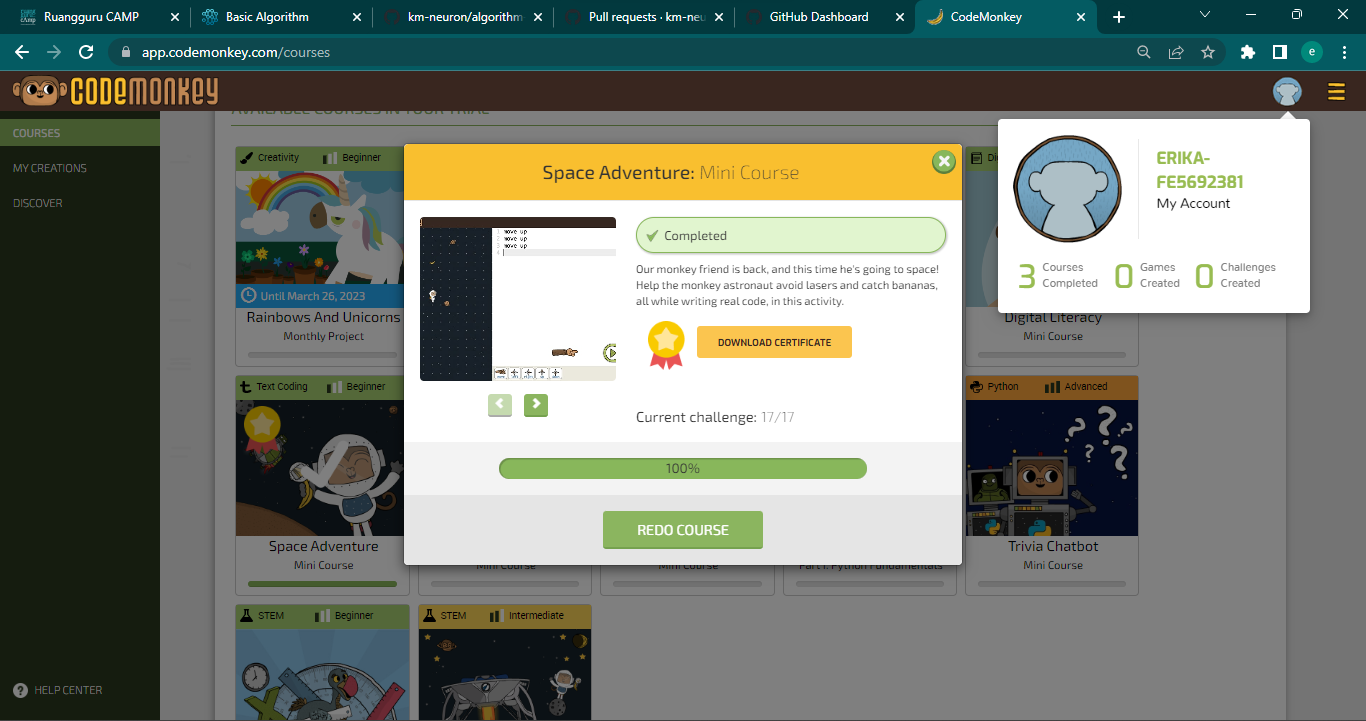 Ruangguru CAMP
Basic Algorithm
km-neuron/algorithm
Pull requests · km-neu
GitHub Dashboard
CodeMonkey
app.codemonkey.com/courses
e
CODEMONKEY
AVAILABLE COURSES IN YOUR TRIAL
COURSES
MY CREATIONS
DISCOVER
HELP CENTER
ERIKA-
FE5692381
My Account
3 Courses Completed
0 Games Created
0 Challenges Created
Creativity Beginner
Until March 26, 2023
Rainbows And Unicorns
Monthly Project
Digital Literacy
Mini Course
Space Adventure: Mini Course
move up
move up
move up
Completed
Our monkey friend is back, and this time he's going to space!
Help the monkey astronaut avoid lasers and catch bananas,
all while writing real code, in this activity.
DOWNLOAD CERTIFICATE
Current challenge: 17/17
100%
REDO COURSE
Text Coding Beginner
Space Adventure
Mini Course
Mini Course
Mini Course
Part I: Python Fundamentals
Python Advanced
Trivia Chatbot
Mini Course
STEM Beginner
STEM Intermediate